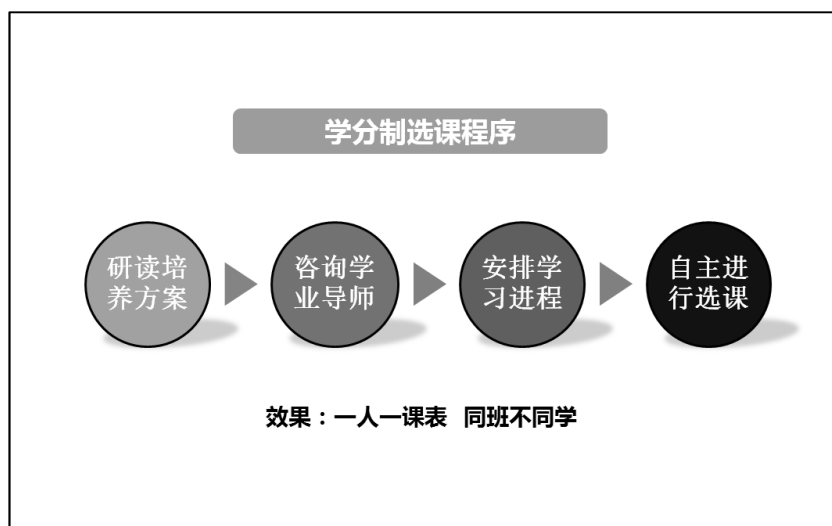 学分制选课程序
研读培
养方案
咨询学
业导师
安排学
习进程
自主进
行选课
效果：一人一课表 同班不同学